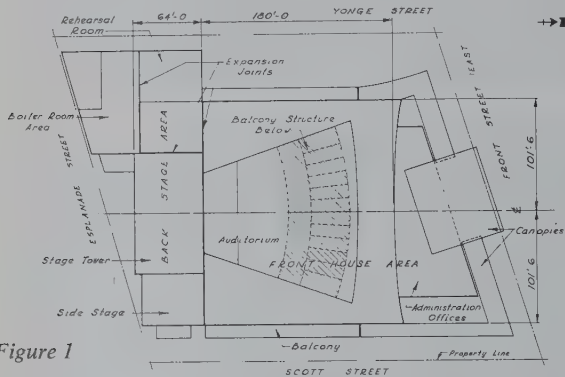 64'-0
180'-0
YONGE STREET
Rehearsal
Room
Expansion
Joints
Boiler Room
Area
Balcony Structure
Below
FRONT STREET EAST
101'-6
ESPLANADE STREET
BACK STAGE AREA
Auditorium
Canopies
Stage Tower
FRONT HOUSE AREA
101'-6
Side Stage
Administration
Offices
Balcony
Property Line
SCOTT STREET
Figure 1